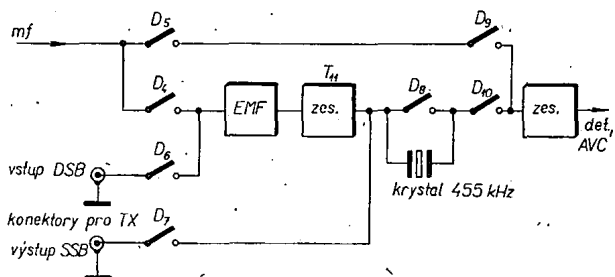 mf
D5
D9
D4
EMF
T11
zes.
D8
D10
zes.
det,
AVC
vstup DSB
D6
krystal 455 kHz
konektory pro TX
D7
výstup SSB